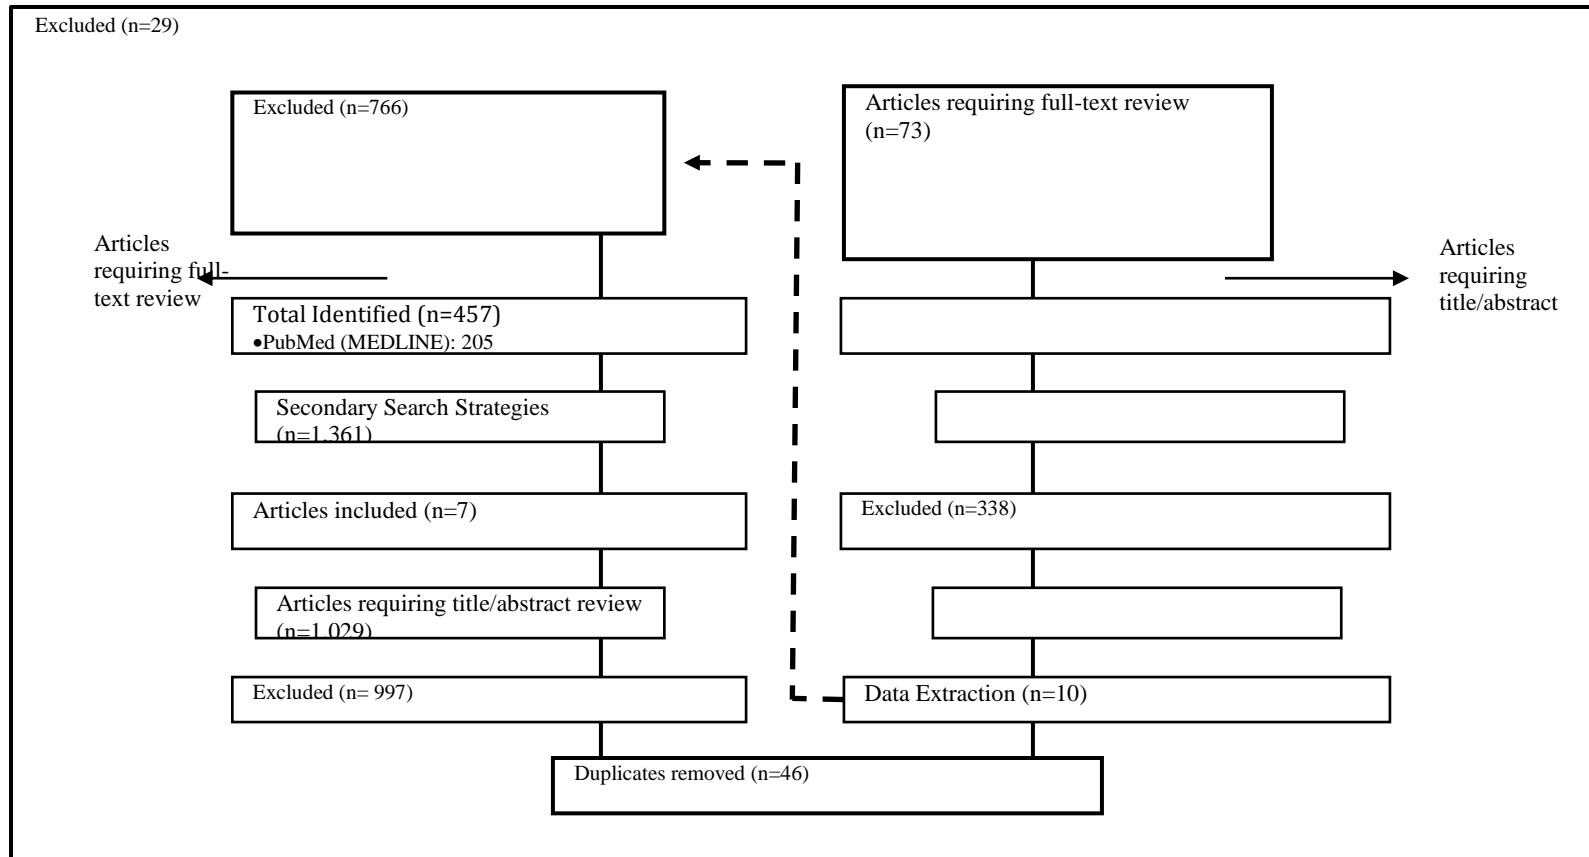 Excluded (n=29)
Excluded (n=766)
Articles requiring full-text review
(n=73)
Articles
requiring full-
text review
Articles
requiring
title/abstract
Total Identified (n=457)
•PubMed (MEDLINE): 205
Secondary Search Strategies
(n=1,361)
Articles included (n=7)
Excluded (n=338)
Articles requiring title/abstract review
(n=1,029)
Excluded (n= 997)
Data Extraction (n=10)
Duplicates removed (n=46)